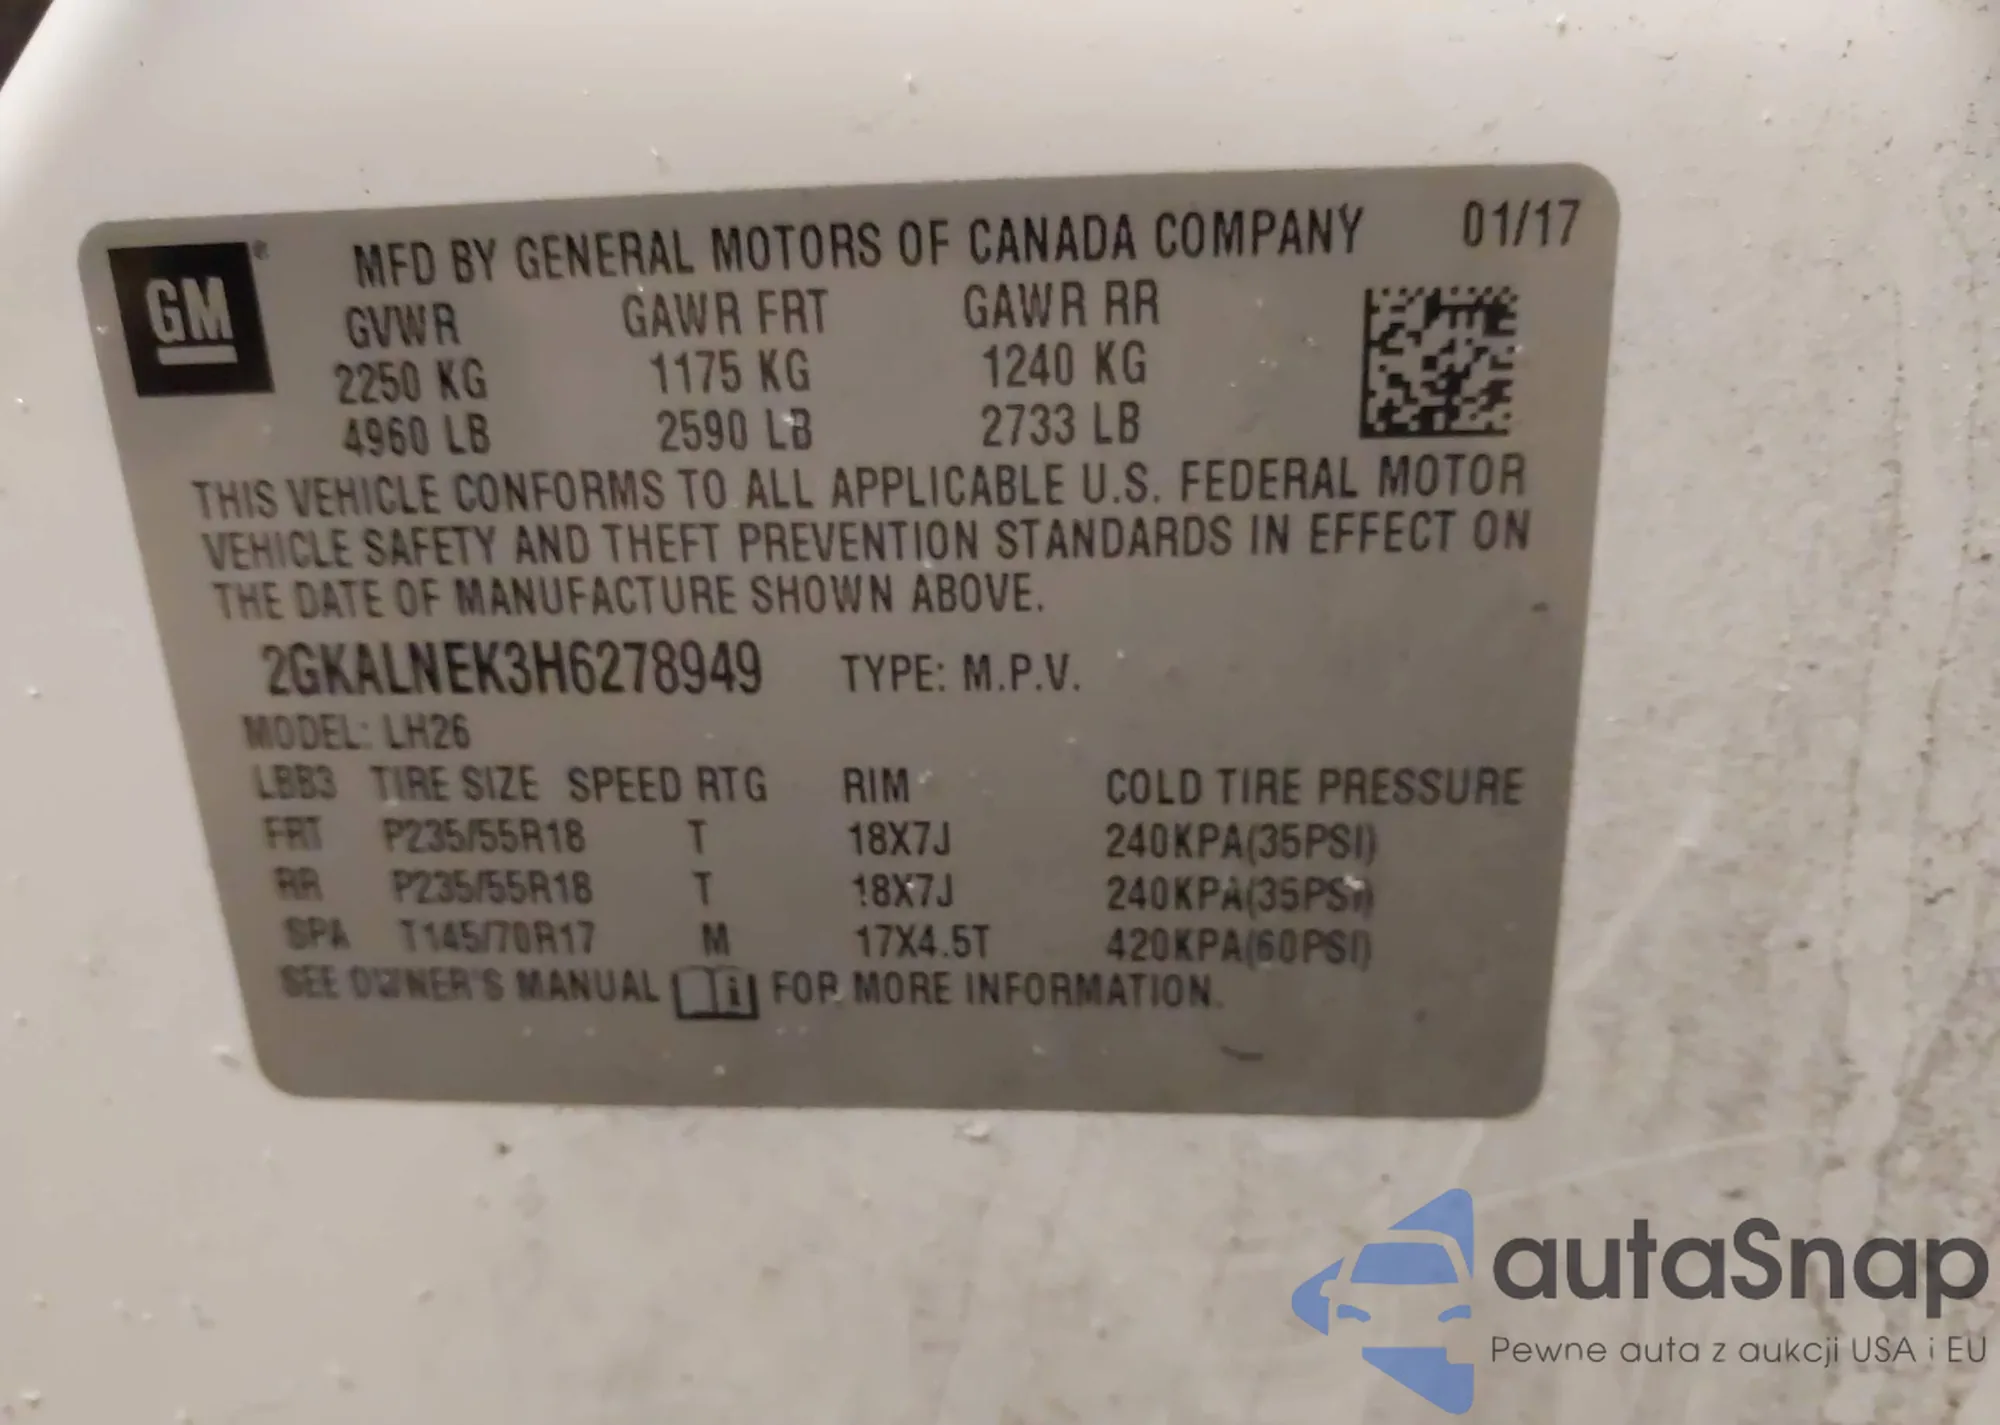 GM ® MFD BY GENERAL MOTORS OF CANADA COMPANY 01/17
GVWR GAWR FRT GAWR RR
2250 KG 1175 KG 1240 KG
4960 LB 2590 LB 2733 LB
THIS VEHICLE CONFORMS TO ALL APPLICABLE U.S. FEDERAL MOTOR
VEHICLE SAFETY AND THEFT PREVENTION STANDARDS IN EFFECT ON
THE DATE OF MANUFACTURE SHOWN ABOVE.
2GKALNEK3H6278949 TYPE: M.P.V.
MODEL: LH26
LBB3 TIRE SIZE SPEED RTG RIM COLD TIRE PRESSURE
FRT P235/55R18 T 18X7J 240KPA(35PSI)
RR P235/55R18 T 18X7J 240KPA(35PSI)
SPA T145/70R17 M 17X4.5T 420KPA(60PSI)
SEE OWNER'S MANUAL i FOR MORE INFORMATION.
autaSnap
Pewne auta z aukcji USA i EU